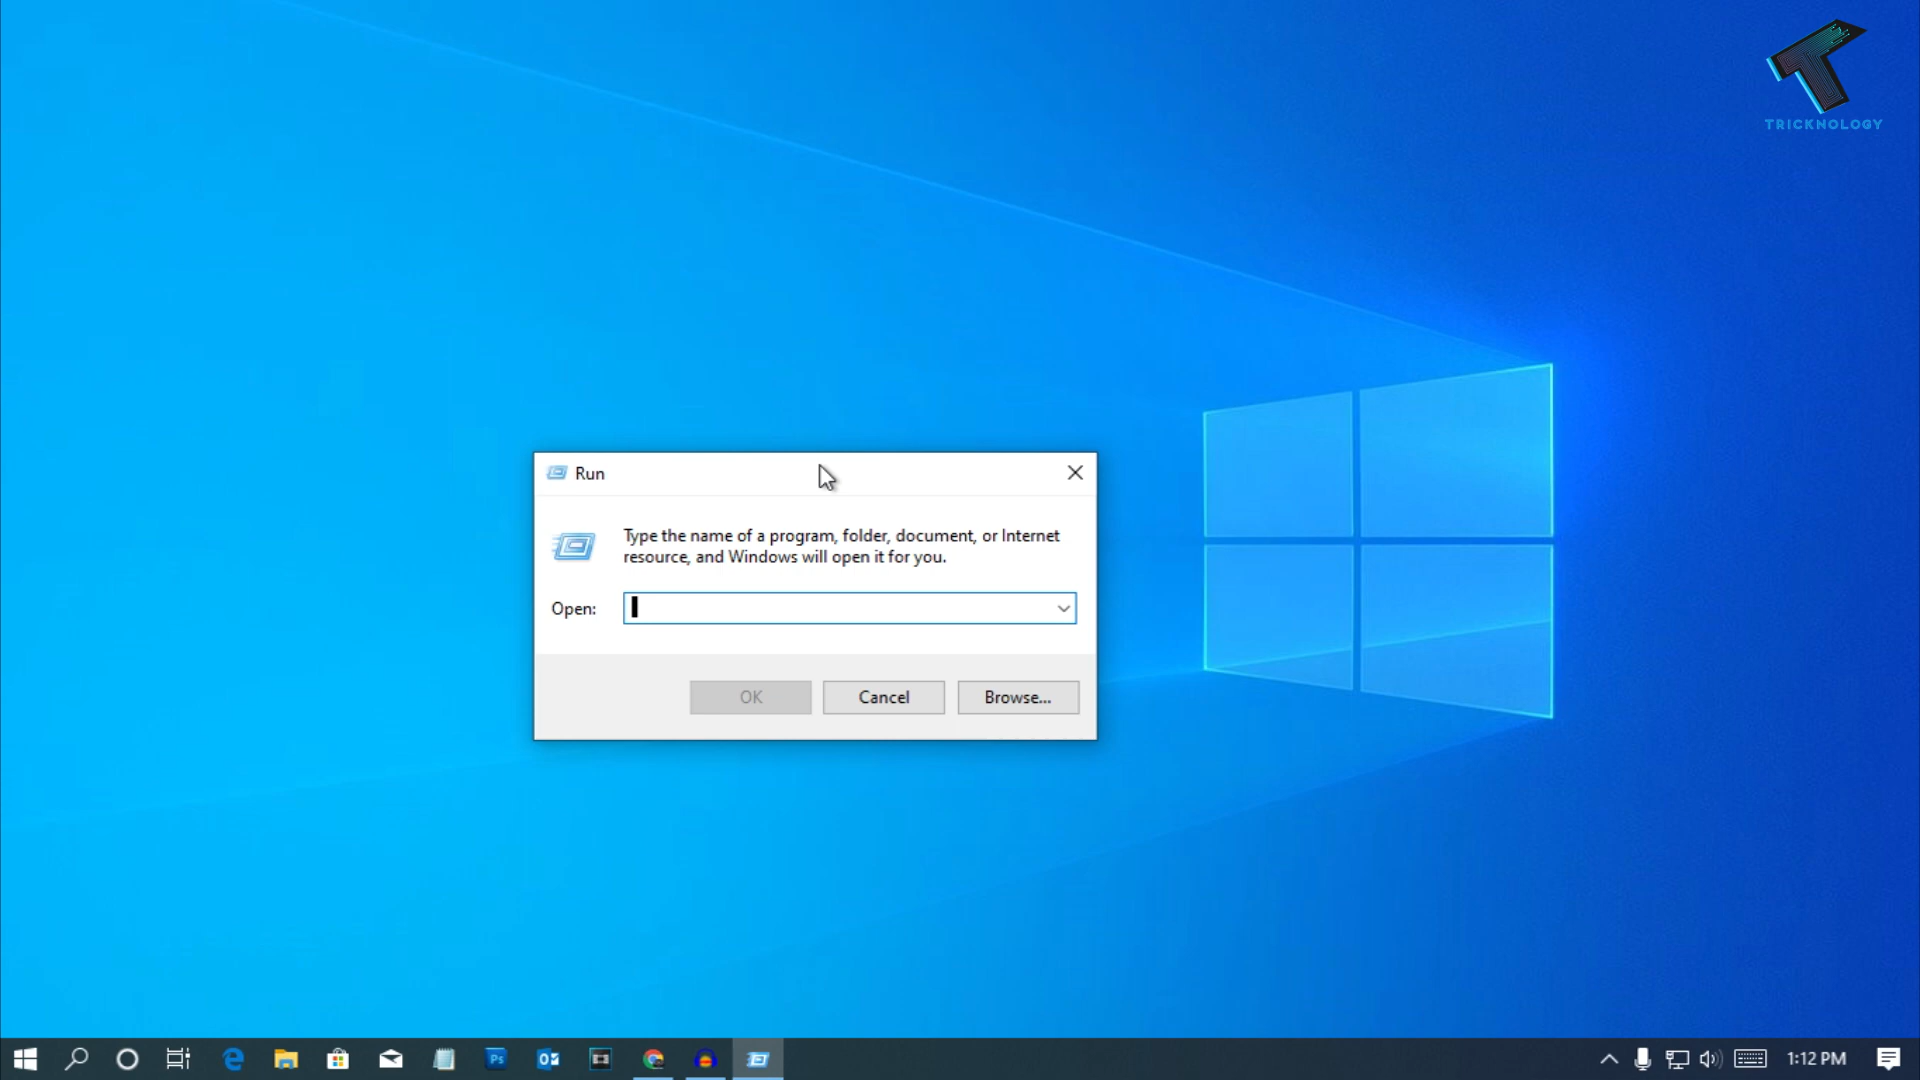 TRICKNOLOGY
Run
Type the name of a program, folder, document, or Internet
resource, and Windows will open it for you.
Open:
OK
Cancel
Browse...
Ps
1:12 PM